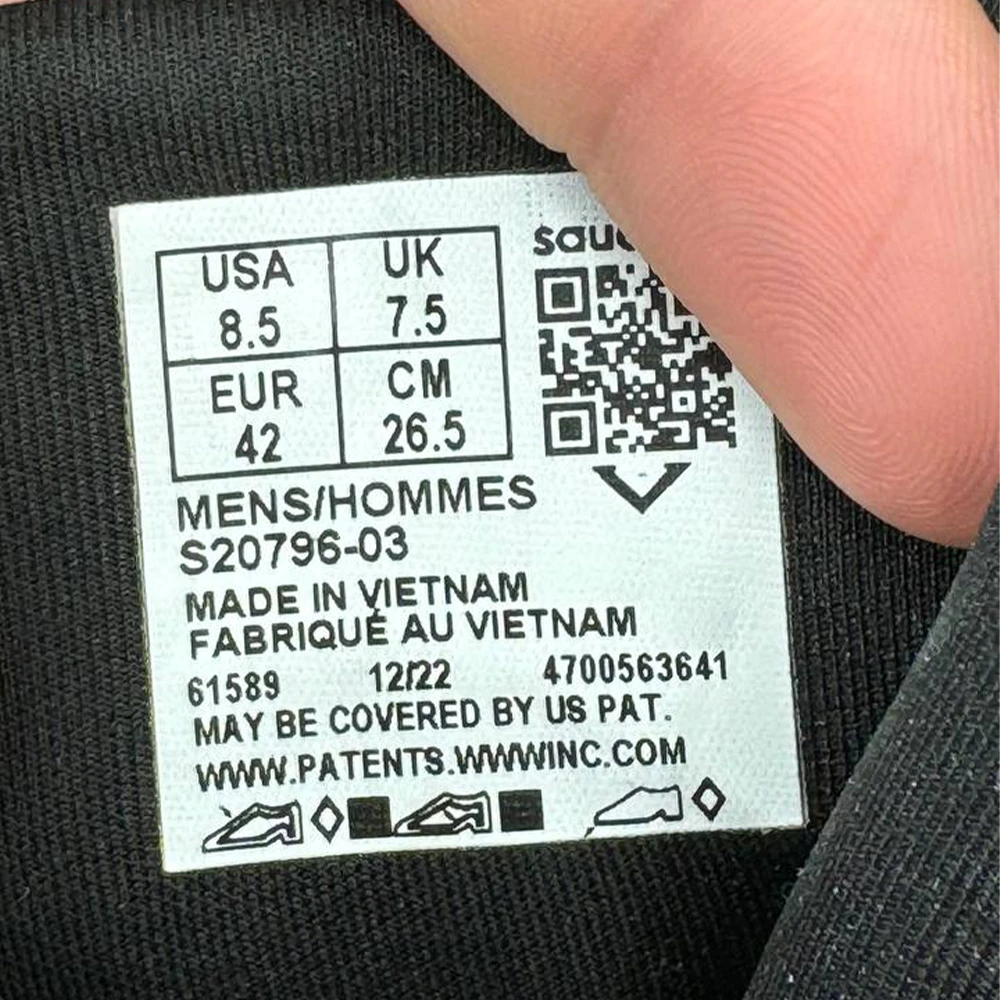 USA 8.5
UK 7.5
EUR 42
CM 26.5
MENS/HOMMES
S20796-03
MADE IN VIETNAM
FABRIQUÉ AU VIETNAM
61589 12/22 4700563641
MAY BE COVERED BY US PAT.
WWW.PATENTS.WWWINC.COM